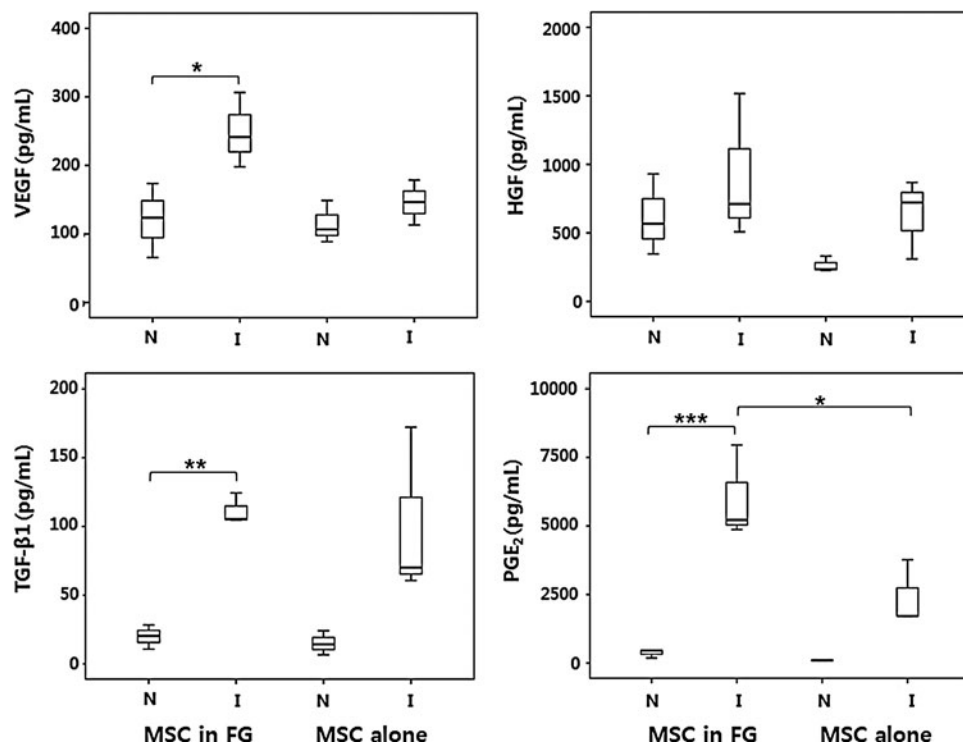 VEGF (pg/mL)
400
300
200
100
0
*
N I N I
HGF (pg/mL)
2000
1500
1000
500
0
N I N I
TGF-β1 (pg/mL)
200
150
100
50
0
**
N I N I
MSC in FG MSC alone
PGE₂ (pg/mL)
10000
7500
5000
2500
0
***
*
N I N I
MSC in FG MSC alone